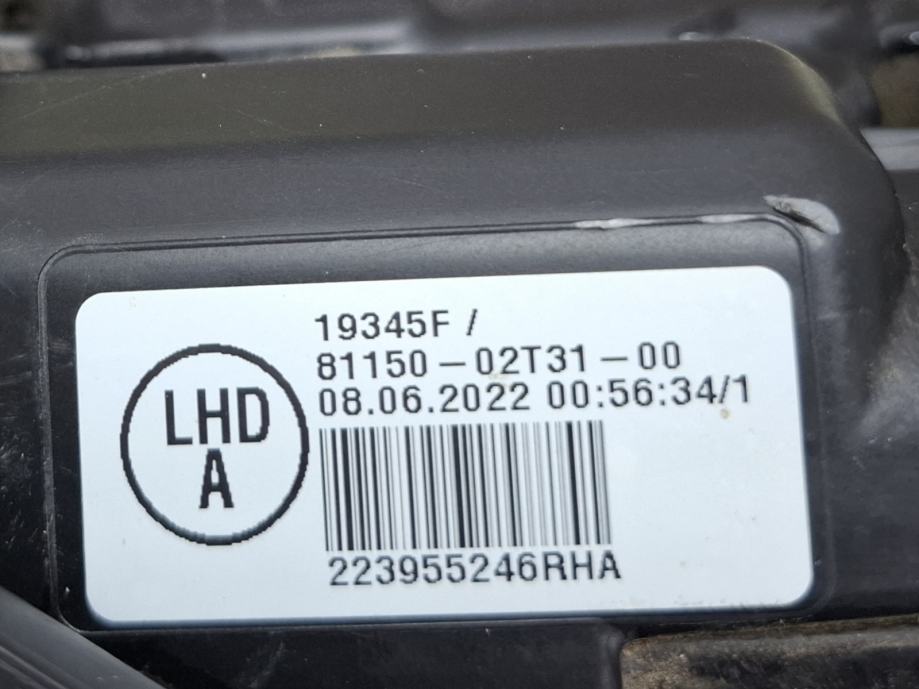 LHD
A
19345F /
81150-02T31-00
08.06.2022 00:56:34/1
223955246RHA